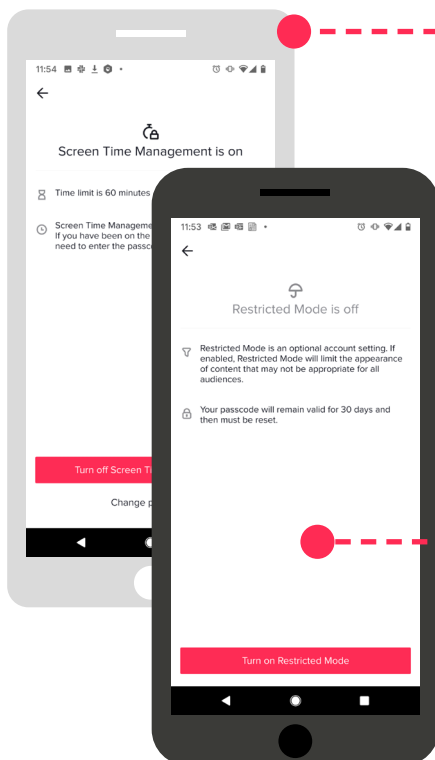 11:54
Screen Time Management is on
Time limit is 60 minutes
Screen Time Manageme
If you have been on the
need to enter the passco
Turn off Screen Ti
Change p
11:53
Restricted Mode is off
Restricted Mode is an optional account setting. If
enabled, Restricted Mode will limit the appearance
of content that may not be appropriate for all
audiences.
Your passcode will remain valid for 30 days and
then must be reset.
Turn on Restricted Mode